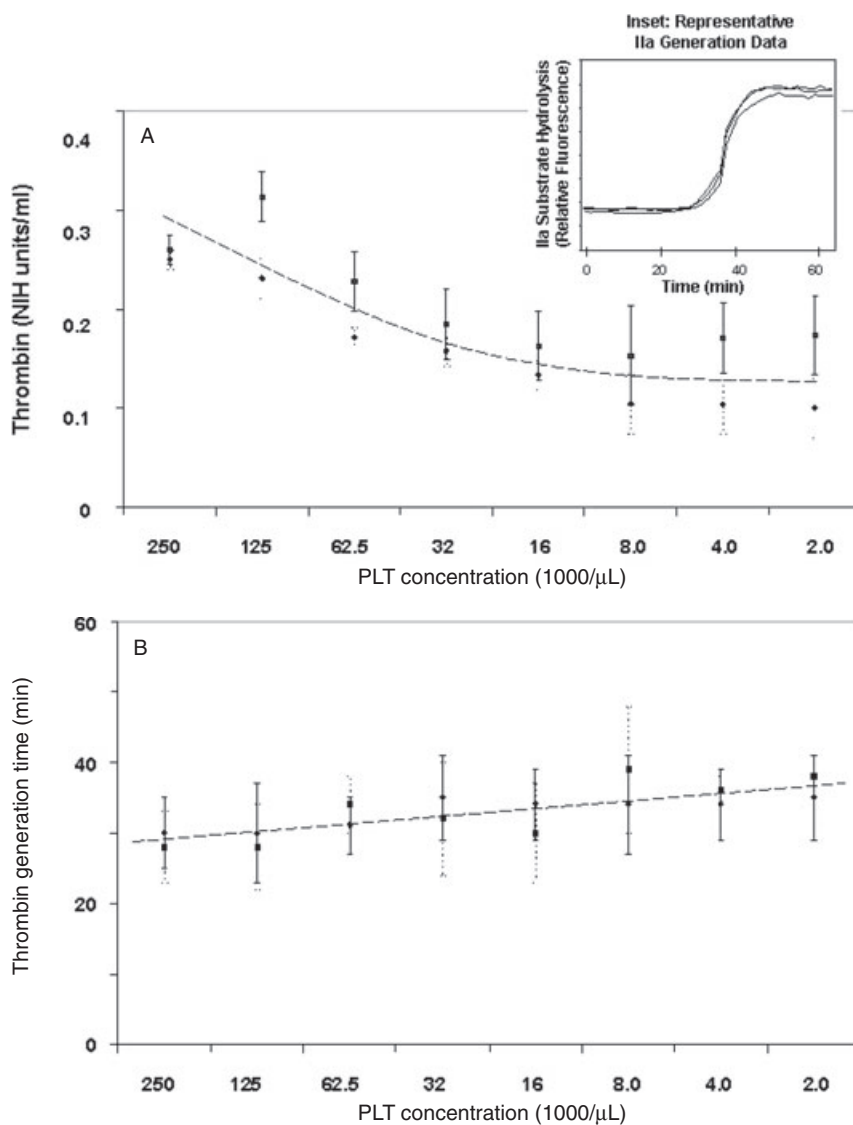 Inset: Representative
IIa Generation Data
IIa Substrate Hydrolysis
(Relative Fluorescence)
0 20 40 60
Time (min)
A
Thrombin (NIH units/ml)
0.4
0.3
0.2
0.1
0
250 125 62.5 32 16 8.0 4.0 2.0
PLT concentration (1000/µL)
B
Thrombin generation time (min)
60
40
20
0
250 125 62.5 32 16 8.0 4.0 2.0
PLT concentration (1000/µL)